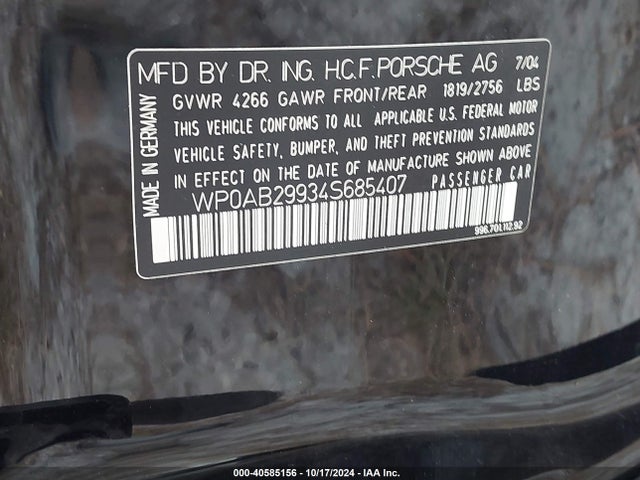 MFD BY DR. ING. H.C.F. PORSCHE AG 7/04
GVWR 4266 GAWR FRONT/REAR 1819/2756 LBS
THIS VEHICLE CONFORMS TO ALL APPLICABLE U.S. FEDERAL MOTOR
VEHICLE SAFETY, BUMPER, AND THEFT PREVENTION STANDARDS
IN EFFECT ON THE DATE OF MANUFACTURE SHOWN ABOVE
WP0AB29934S685407 PASSENGER CAR
996.701.112.92
MADE IN GERMANY
000-40585156 - 10/17/2024 - IAA Inc.